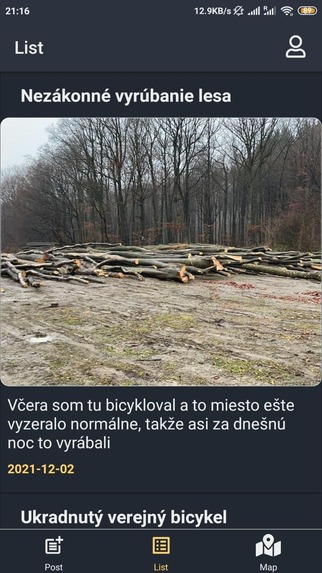 21:16
12.9KB/s
89
List
Nezákonné vyrúbanie lesa
Včera som tu bicykloval a to miesto ešte
vyzeralo normálne, takže asi za dnešnú
noc to vyrábali
2021-12-02
Ukradnutý verejný bicykel
Post
List
Map